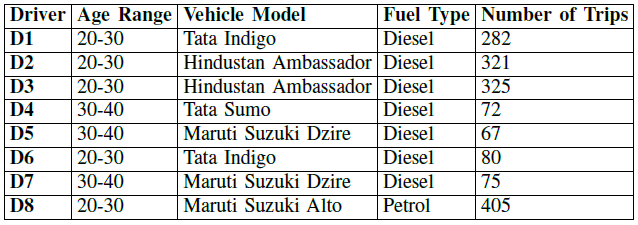 Driver Age Range Vehicle Model Fuel Type Number of Trips
D1 20-30 Tata Indigo Diesel 282
D2 20-30 Hindustan Ambassador Diesel 321
D3 20-30 Hindustan Ambassador Diesel 325
D4 30-40 Tata Sumo Diesel 72
D5 30-40 Maruti Suzuki Dzire Diesel 67
D6 20-30 Tata Indigo Diesel 80
D7 30-40 Maruti Suzuki Dzire Diesel 75
D8 20-30 Maruti Suzuki Alto Petrol 405